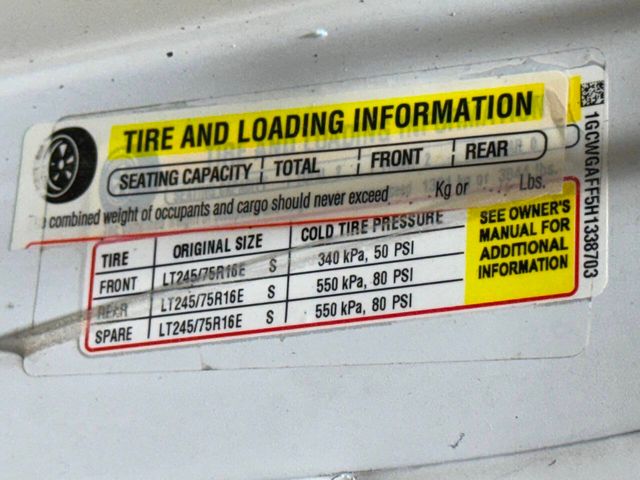 TIRE AND LOADING INFORMATION
SEATING CAPACITY TOTAL FRONT REAR
combined weight of occupants and cargo should never exceed Kg or Lbs.
TIRE ORIGINAL SIZE COLD TIRE PRESSURE
FRONT LT245/75R16E S 340 kPa, 50 PSI
REAR LT245/75R16E S 550 kPa, 80 PSI
SPARE LT245/75R16E S 550 kPa, 80 PSI
SEE OWNER'S
MANUAL FOR
ADDITIONAL
INFORMATION
1GCWGAFF5H1338703